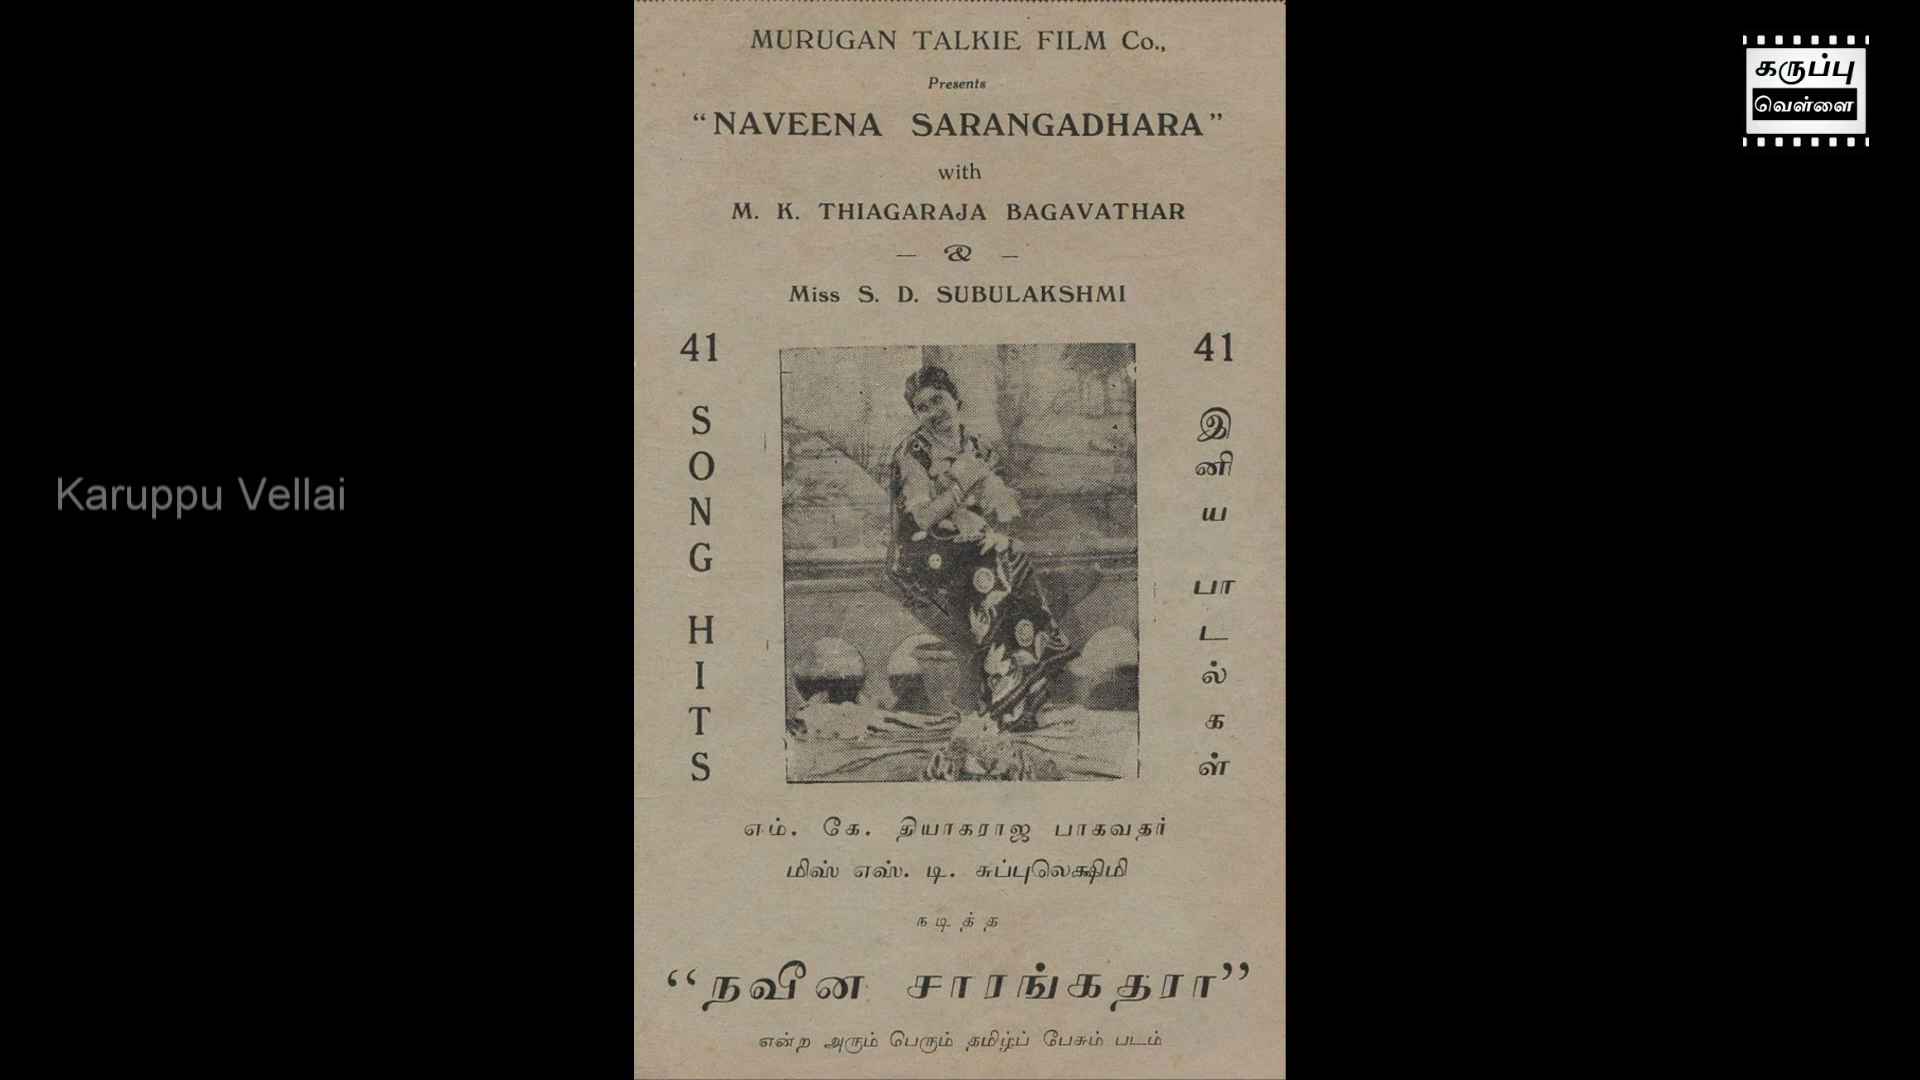 MURUGAN TALKIE FILM Co.,
Presents
“NAVEENA SARANGADHARA”
with
M. K. THIAGARAJA BAGAVATHAR
— & —
Miss S. D. SUBULAKSHMI
41 SONG HITS
41 இனிய பாடல்கள்
எம். கே. தியாகராஜ பாகவதர்
மிஸ் எஸ். டி. சுப்புலெக்ஷிமி
நடித்த
“நவீன சாரங்கதரா”
என்ற அரும் பெரும் தமிழ்ப் பேசும் படம்
Karuppu Vellai
கருப்பு
வெள்ளை